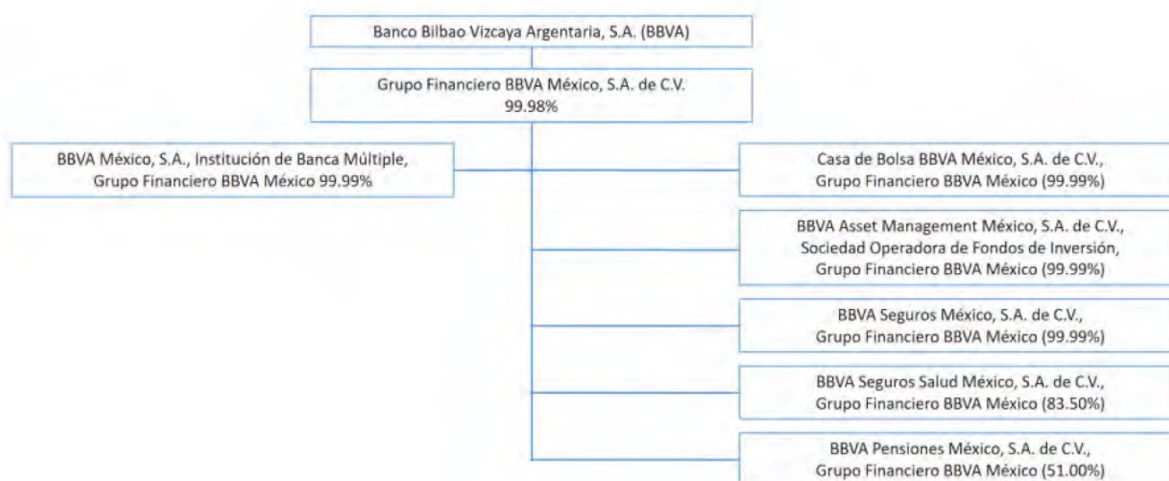 Banco Bilbao Vizcaya Argentaria, S.A. (BBVA)
Grupo Financiero BBVA México, S.A. de C.V.
99.98%
BBVA México, S.A., Institución de Banca Múltiple,
Grupo Financiero BBVA México 99.99%
Casa de Bolsa BBVA México, S.A. de C.V.,
Grupo Financiero BBVA México (99.99%)
BBVA Asset Management México, S.A. de C.V.,
Sociedad Operadora de Fondos de Inversión,
Grupo Financiero BBVA México (99.99%)
BBVA Seguros México, S.A. de C.V.,
Grupo Financiero BBVA México (99.99%)
BBVA Seguros Salud México, S.A. de C.V.,
Grupo Financiero BBVA México (83.50%)
BBVA Pensiones México, S.A. de C.V.,
Grupo Financiero BBVA México (51.00%)